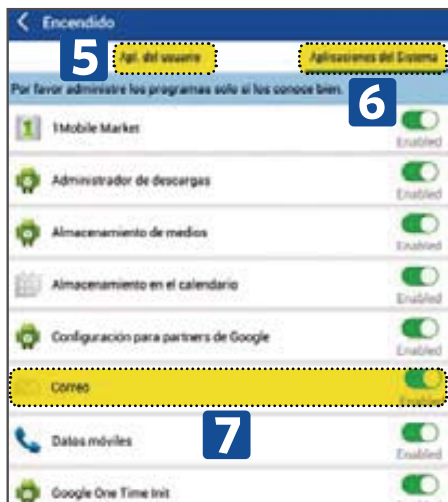 Encendido
5
Apl. del usuario
Aplicaciones del Sistema
Por favor administre los programas solo si los conoce bien.
6
1 1Mobile Market
Enabled
Administrador de descargas
Enabled
Almacenamiento de medios
Enabled
Almacenamiento en el calendario
Enabled
Configuración para partners de Google
Enabled
Correo
Enabled
7
Datos móviles
Enabled
Google One Time Init